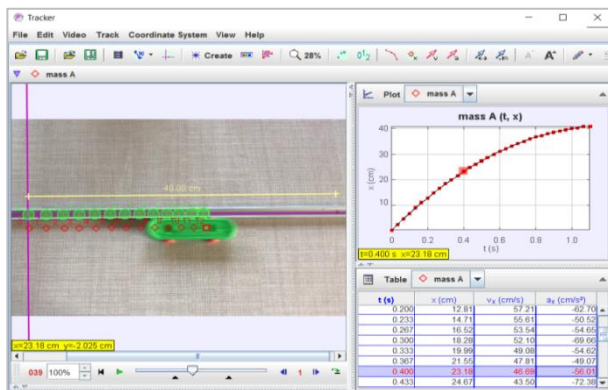 Tracker
File Edit Video Track Coordinate System View Help
Create 28%
mass A
Plot mass A
mass A (t, x)
40
30
20
10
x (cm)
0 0.2 0.4 0.6 0.8 1.0
t (s)
t=0.400 s x=23.18 cm
40.00 cm
x=23.18 cm y=-2.025 cm
039 100% 1
Table mass A
t (s) x (cm) vx (cm/s) ax (cm/s²)
0.200 12.81 57.21 -62.70
0.233 14.71 55.61 -50.52
0.267 16.52 53.54 -54.65
0.300 18.28 52.10 -69.66
0.333 19.99 49.08 -54.62
0.367 21.55 47.81 -49.07
0.400 23.18 46.69 -56.01
0.433 24.67 43.50 -72.38